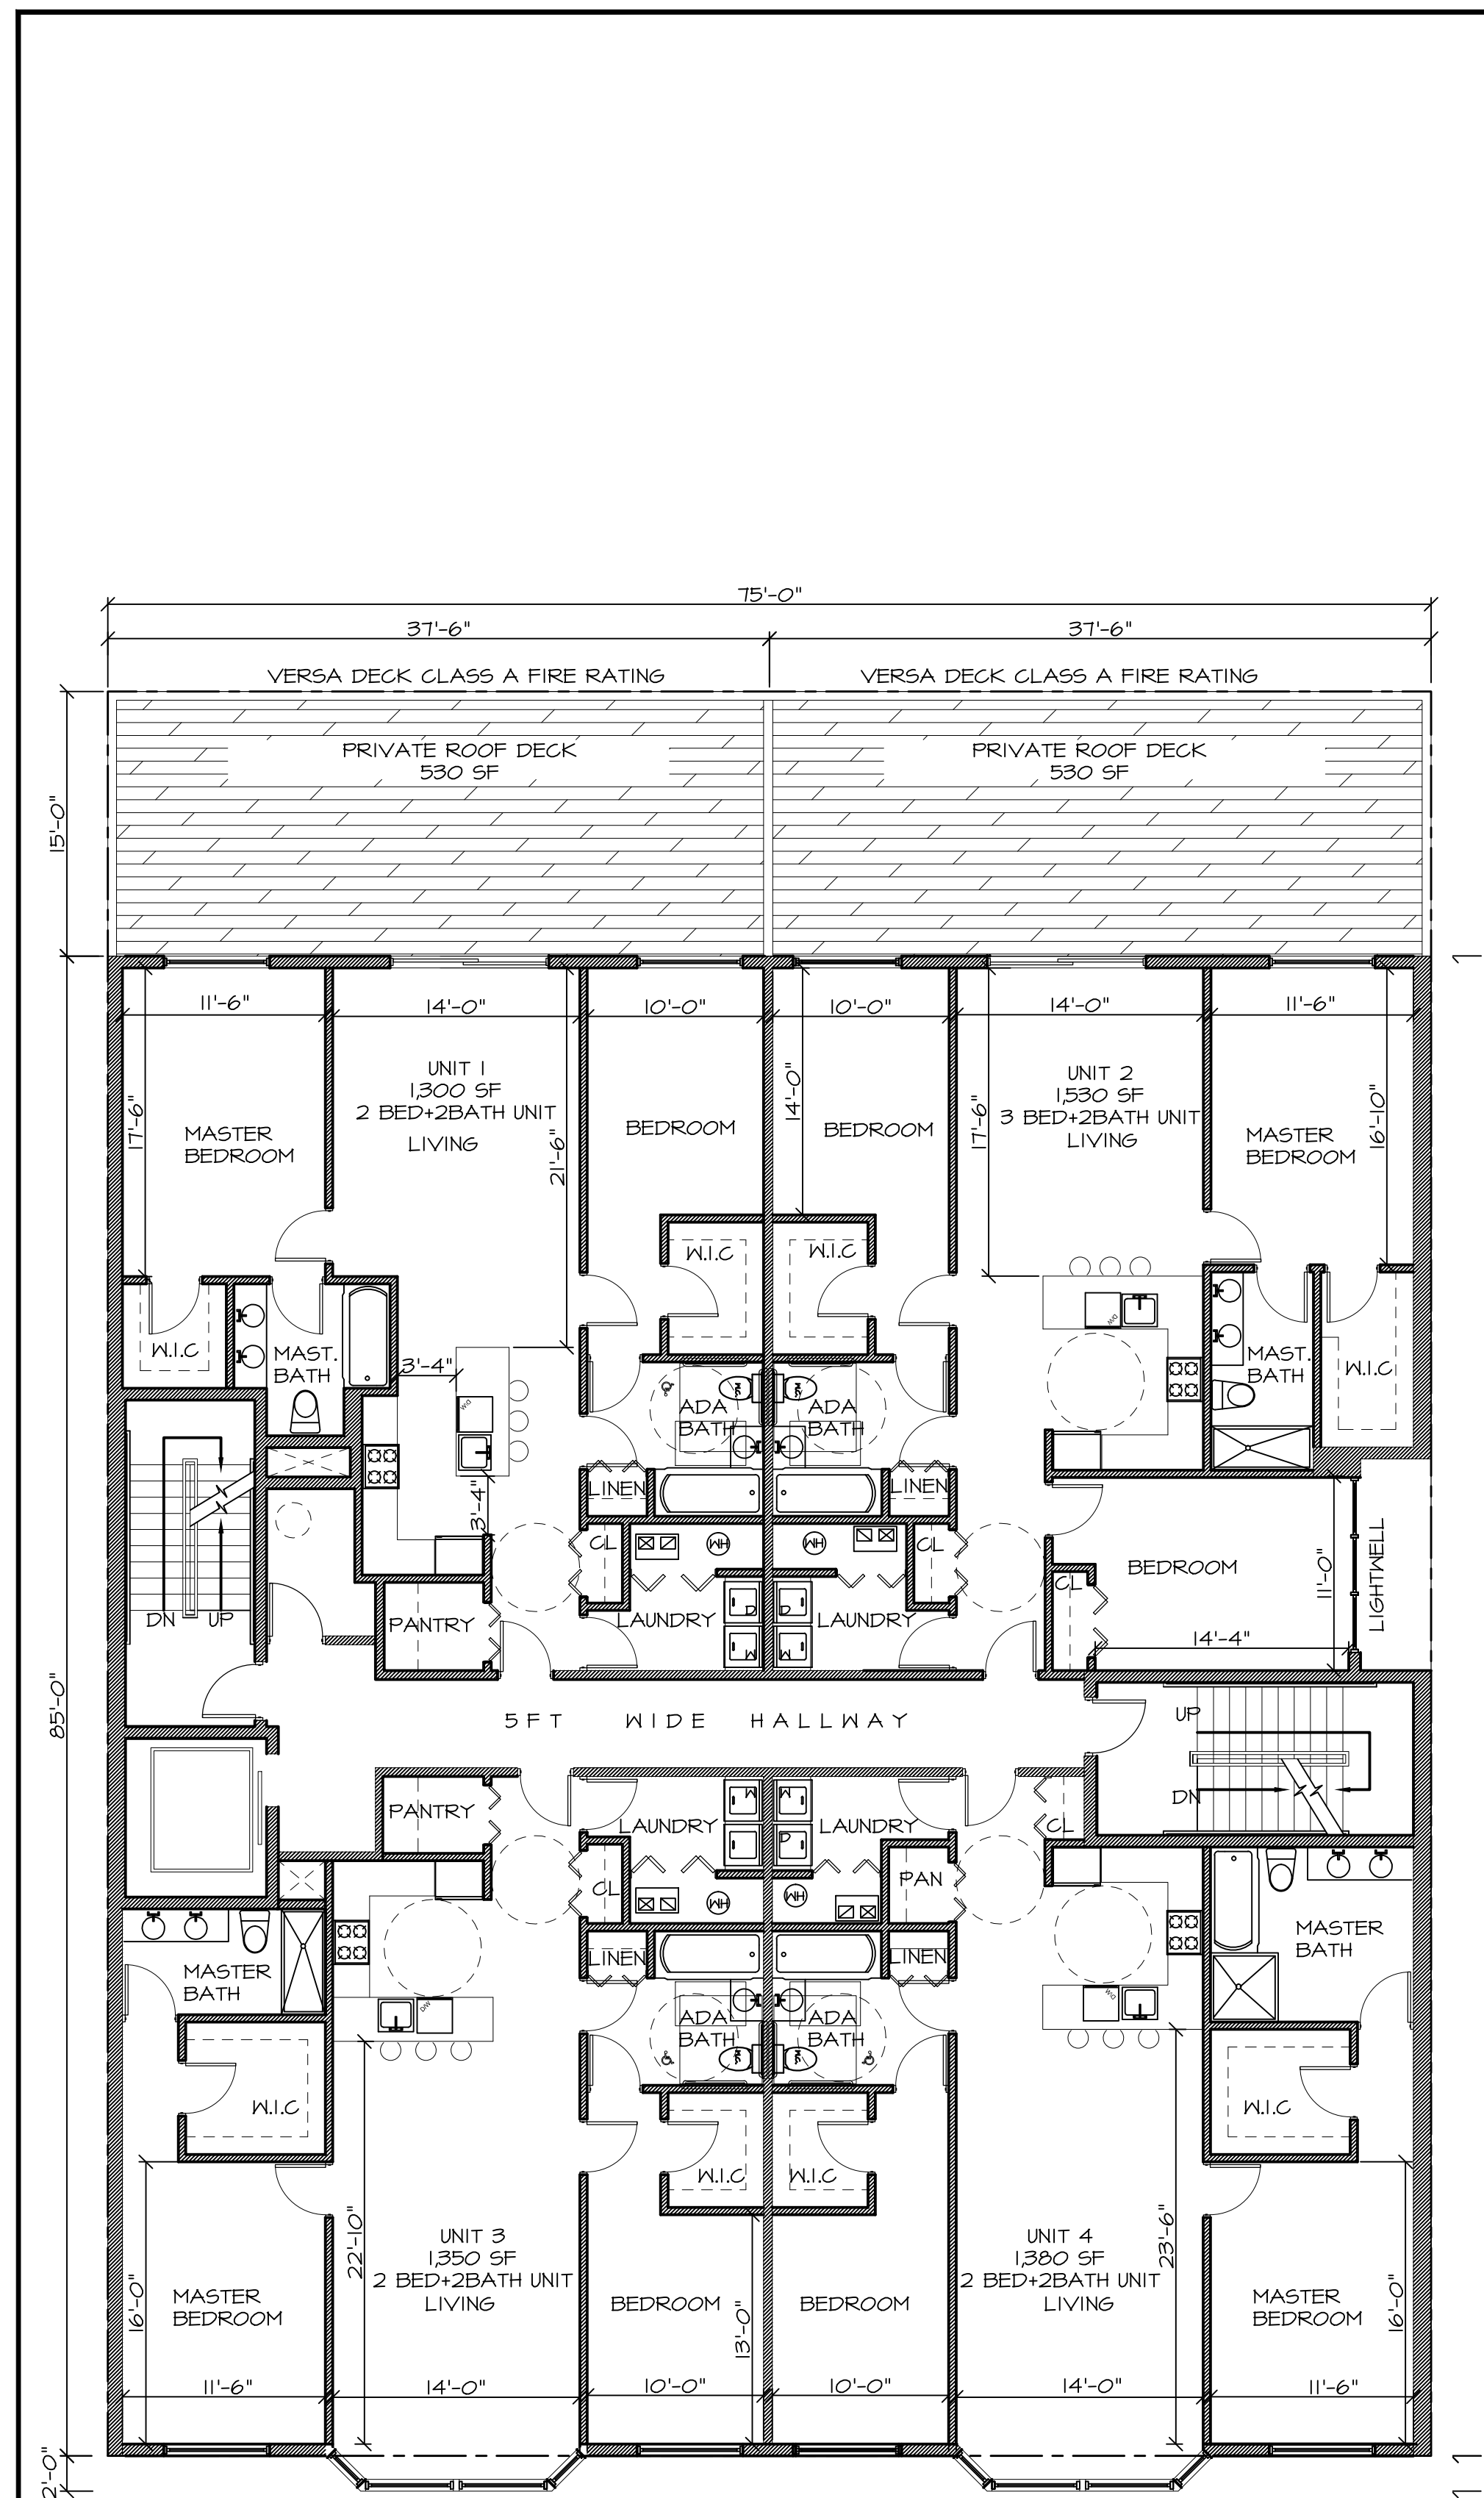 75'-0"
37'-6" 37'-6"
VERSA DECK CLASS A FIRE RATING VERSA DECK CLASS A FIRE RATING
PRIVATE ROOF DECK PRIVATE ROOF DECK
530 SF 530 SF
15'-0"
11'-6" 14'-0" 10'-0" 10'-0" 14'-0" 11'-6"
UNIT 1
1,300 SF
2 BED+2BATH UNIT
LIVING
UNIT 2
1,530 SF
3 BED+2BATH UNIT
LIVING
17'-6"
21'-6"
14'-0"
17'-6"
16'-10"
MASTER
BEDROOM
BEDROOM
BEDROOM
MASTER
BEDROOM
W.I.C
W.I.C
W.I.C
MAST.
BATH
3'-4"
D/W
D/W
MAST.
BATH
W.I.C
ADA
BATH
ADA
BATH
3'-4"
LINEN
LINEN
CL
WH
WH
CL
BEDROOM
CL
11'-0"
LIGHTWELL
14'-4"
DN UP
PANTRY
LAUNDRY
D
W
D
W
LAUNDRY
85'-0"
5FT WIDE HALLWAY
UP
DN
PANTRY
LAUNDRY
W
W
D
LAUNDRY
CL
CL
WH
WH
PAN
LINEN
LINEN
MASTER
BATH
MASTER
BATH
D/W
D/W
ADA
BATH
ADA
BATH
W.I.C
W.I.C
W.I.C
W.I.C
22'-10"
23'-6"
UNIT 3
1,350 SF
2 BED+2BATH UNIT
LIVING
UNIT 4
1,380 SF
2 BED+2BATH UNIT
LIVING
16'-0"
MASTER
BEDROOM
BEDROOM
13'-0"
BEDROOM
MASTER
BEDROOM
16'-0"
11'-6" 14'-0" 10'-0" 10'-0" 14'-0" 11'-6"
2'-0"